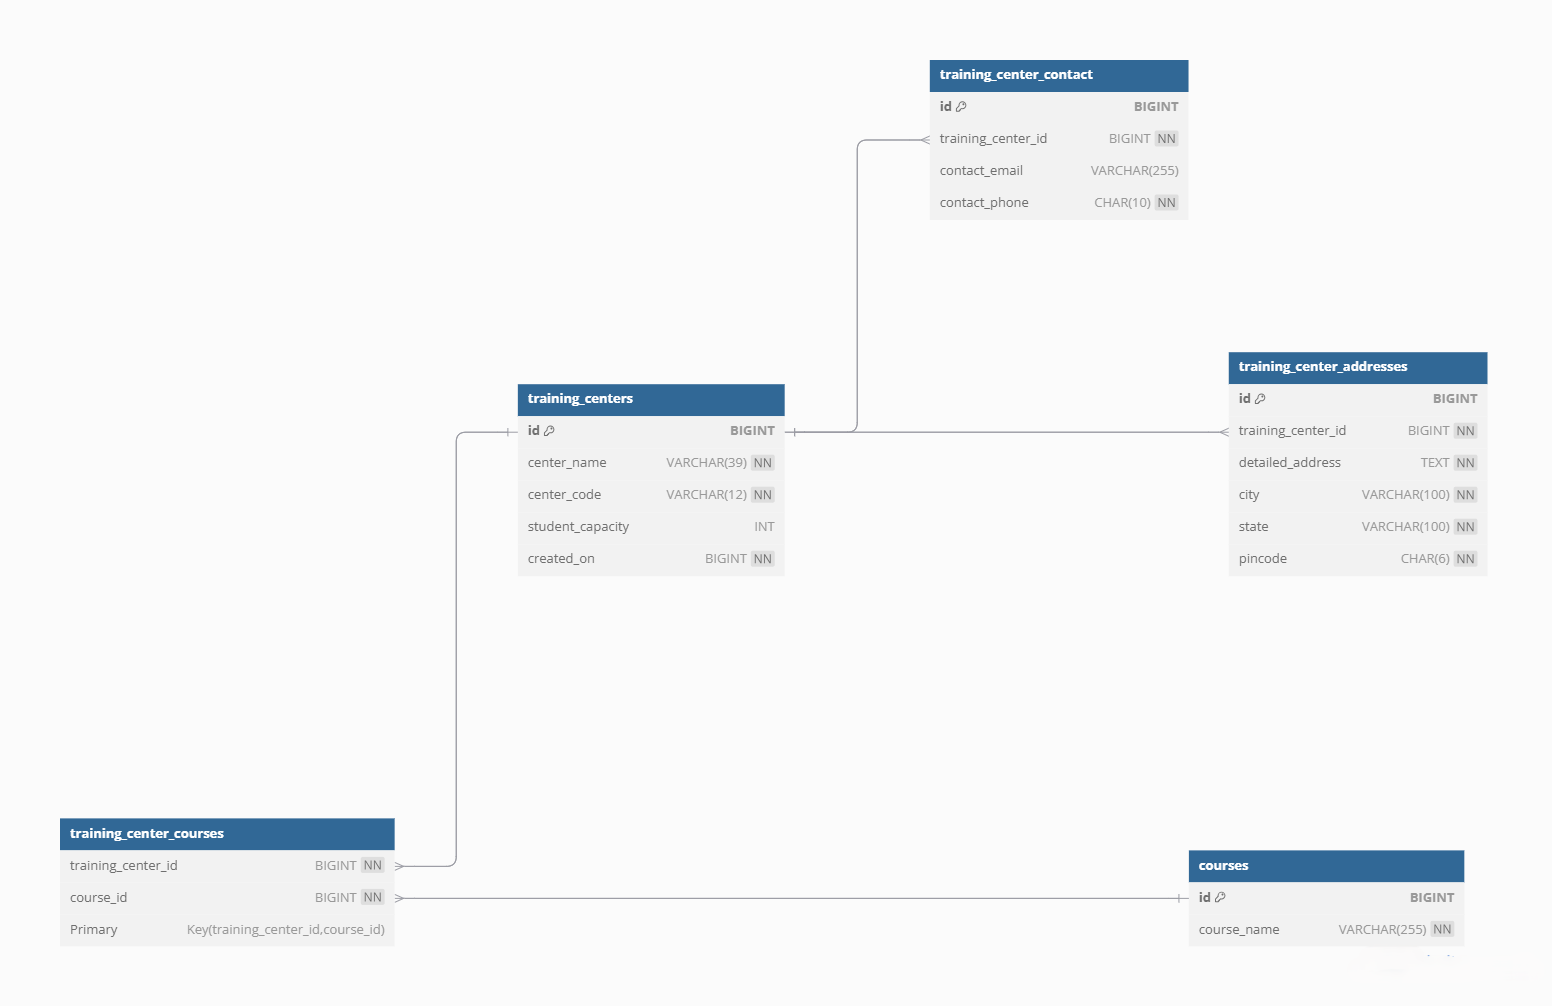 training_center_contact
id BIGINT
training_center_id BIGINT NN
contact_email VARCHAR(255)
contact_phone CHAR(10) NN
training_center_addresses
id BIGINT
training_center_id BIGINT NN
detailed_address TEXT NN
city VARCHAR(100) NN
state VARCHAR(100) NN
pincode CHAR(6) NN
training_centers
id BIGINT
center_name VARCHAR(39) NN
center_code VARCHAR(12) NN
student_capacity INT
created_on BIGINT NN
training_center_courses
training_center_id BIGINT NN
course_id BIGINT NN
Primary Key(training_center_id,course_id)
courses
id BIGINT
course_name VARCHAR(255) NN